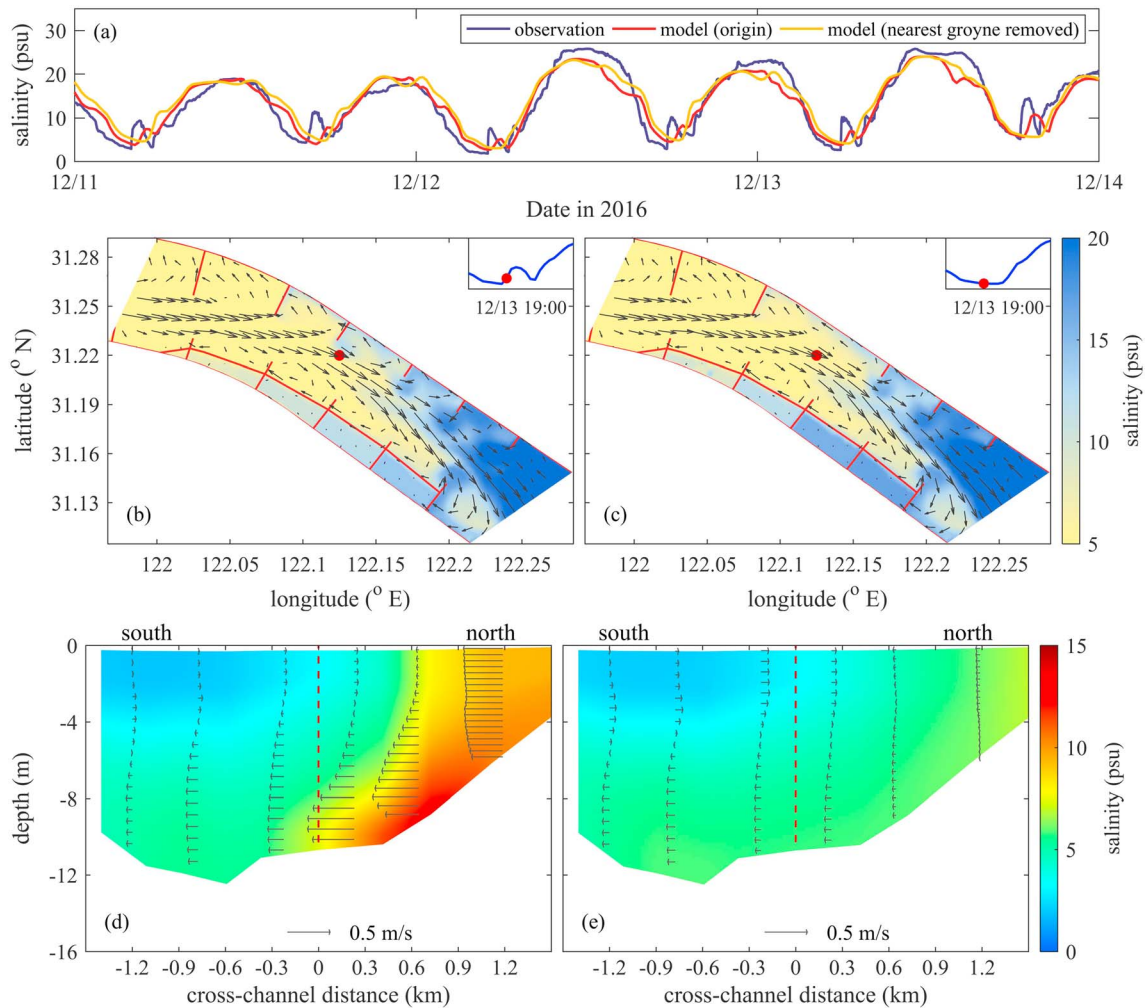 (a)
observation model (origin) model (nearest groyne removed)
salinity (psu)
30
20
10
0
12/11 12/12 12/13 12/14
Date in 2016
31.28
31.25
31.22
31.19
31.16
31.13
latitude (° N)
12/13 19:00
(b)
122 122.05 122.1 122.15 122.2 122.25
longitude (° E)
12/13 19:00
(c)
122 122.05 122.1 122.15 122.2 122.25
longitude (° E)
20
15
10
5
salinity (psu)
south north
0
-4
-8
-12
-16
depth (m)
(d)
0.5 m/s
-1.2 -0.9 -0.6 -0.3 0 0.3 0.6 0.9 1.2
cross-channel distance (km)
south north
(e)
0.5 m/s
-1.2 -0.9 -0.6 -0.3 0 0.3 0.6 0.9 1.2
cross-channel distance (km)
15
10
5
0
salinity (psu)